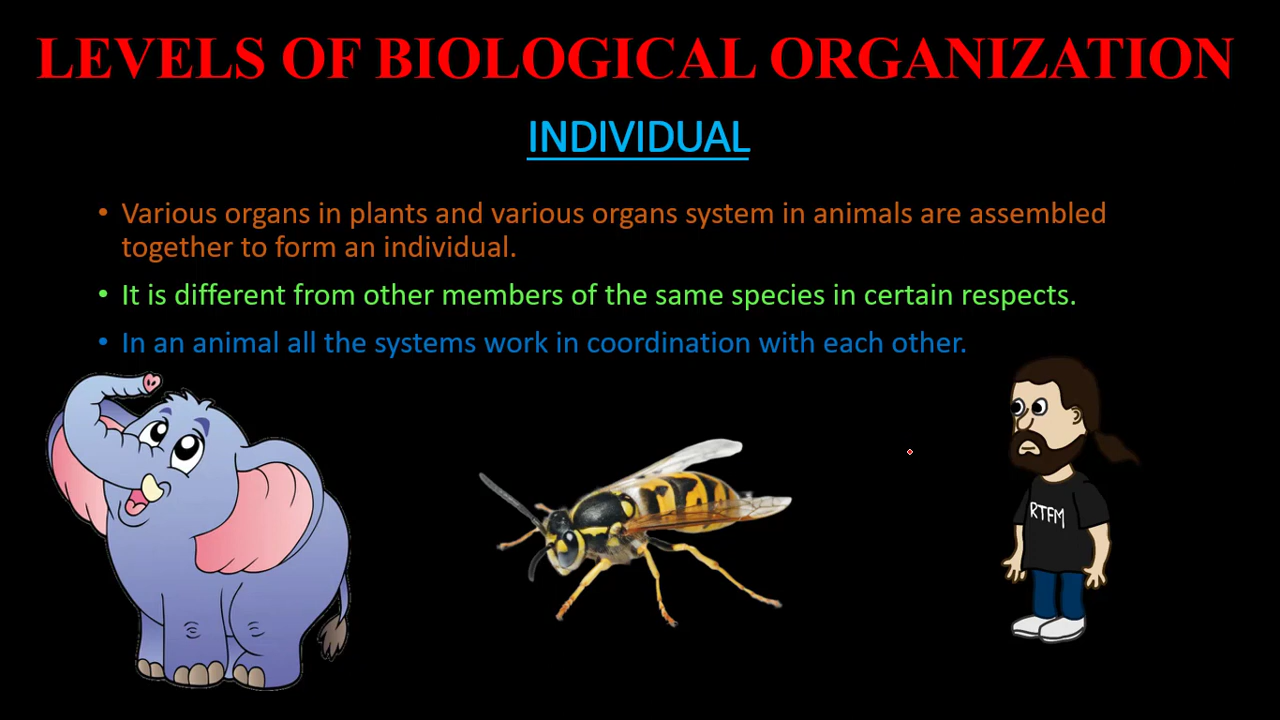 LEVELS OF BIOLOGICAL ORGANIZATION
INDIVIDUAL
• Various organs in plants and various organs system in animals are assembled
together to form an individual.
• It is different from other members of the same species in certain respects.
• In an animal all the systems work in coordination with each other.
RTFM